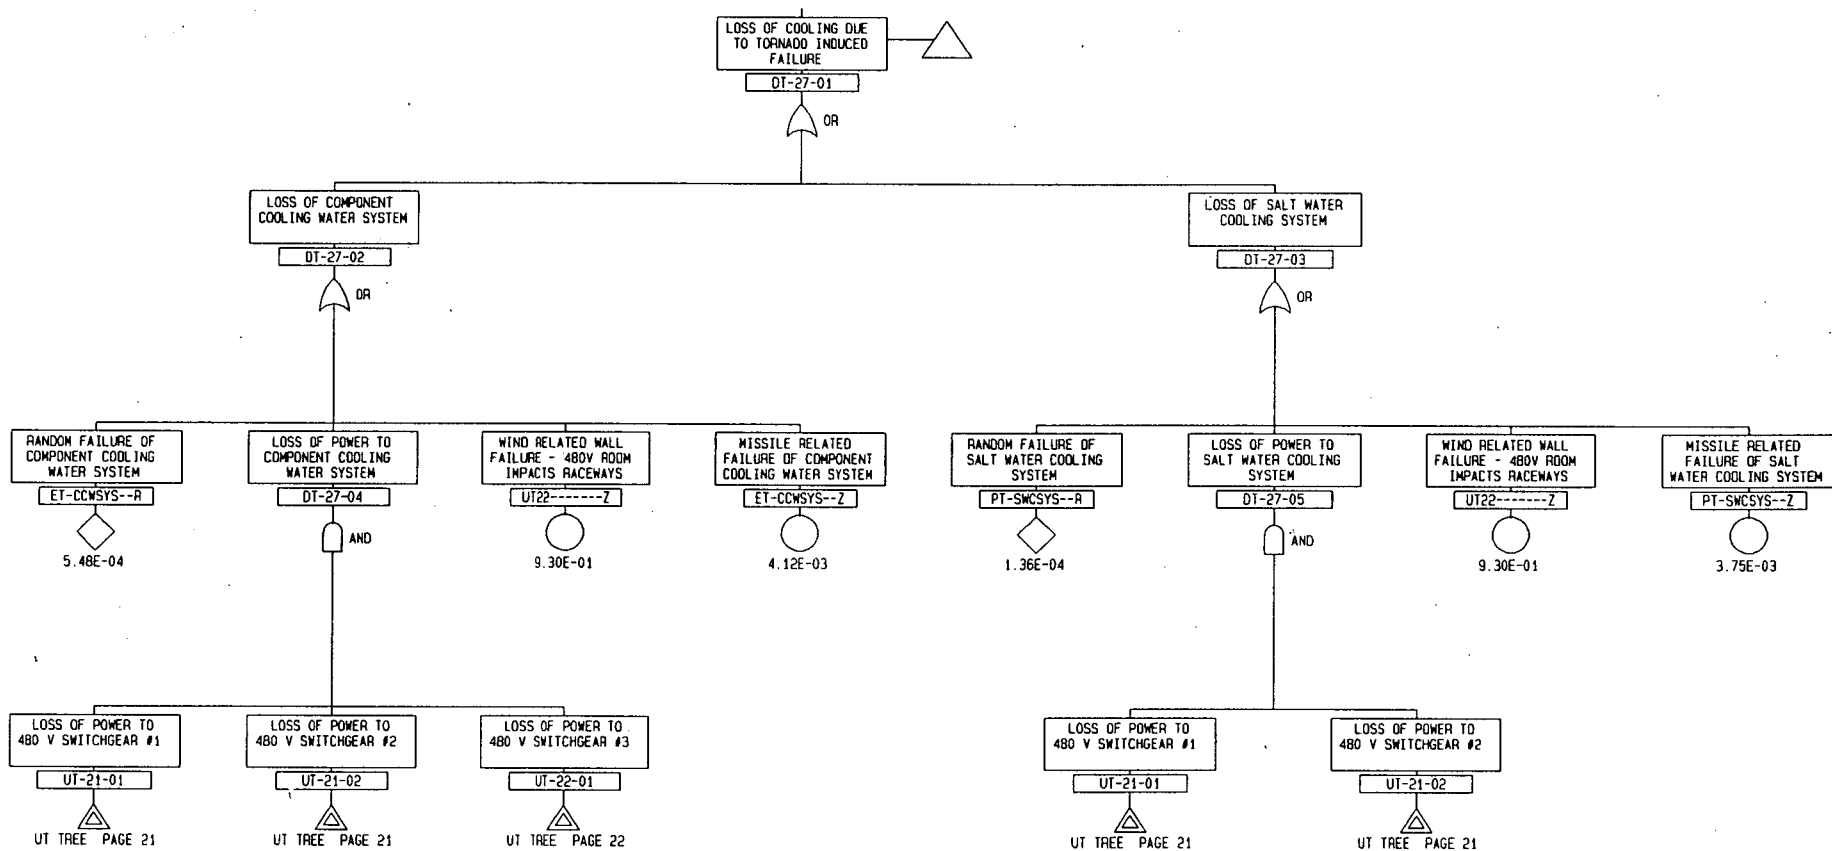 LOSS OF COOLING DUE
TO TORNADO INDUCED
FAILURE
DT-27-01
OR
LOSS OF COMPONENT
COOLING WATER SYSTEM
DT-27-02
OR
LOSS OF SALT WATER
COOLING SYSTEM
DT-27-03
OR
RANDOM FAILURE OF
COMPONENT COOLING
WATER SYSTEM
ET-CCWSYS--R
5.48E-04
LOSS OF POWER TO
COMPONENT COOLING
WATER SYSTEM
DT-27-04
AND
WIND RELATED WALL
FAILURE - 480V ROOM
IMPACTS RACEWAYS
UT22-------Z
9.30E-01
MISSILE RELATED
FAILURE OF COMPONENT
COOLING WATER SYSTEM
ET-CCWSYS--Z
4.12E-03
RANDOM FAILURE OF
SALT WATER COOLING
SYSTEM
PT-SWCSYS--R
1.36E-04
LOSS OF POWER TO
SALT WATER COOLING
SYSTEM
DT-27-05
AND
WIND RELATED WALL
FAILURE - 480V ROOM
IMPACTS RACEWAYS
UT22-------Z
9.30E-01
MISSILE RELATED
FAILURE OF SALT
WATER COOLING SYSTEM
PT-SWCSYS--Z
3.75E-03
LOSS OF POWER TO
480 V SWITCHGEAR #1
UT-21-01
UT TREE PAGE 21
LOSS OF POWER TO
480 V SWITCHGEAR #2
UT-21-02
UT TREE PAGE 21
LOSS OF POWER TO
480 V SWITCHGEAR #3
UT-22-01
UT TREE PAGE 22
LOSS OF POWER TO
480 V SWITCHGEAR #1
UT-21-01
UT TREE PAGE 21
LOSS OF POWER TO
480 V SWITCHGEAR #2
UT-21-02
UT TREE PAGE 21